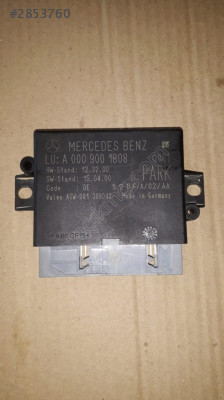 #2853760
MERCEDES BENZ
LU: A 000 900 1808
HW-Stand: 12.32.00
SW-Stand: 15.04.00
PARK
Code : 0E
Valeo
Made in Germany